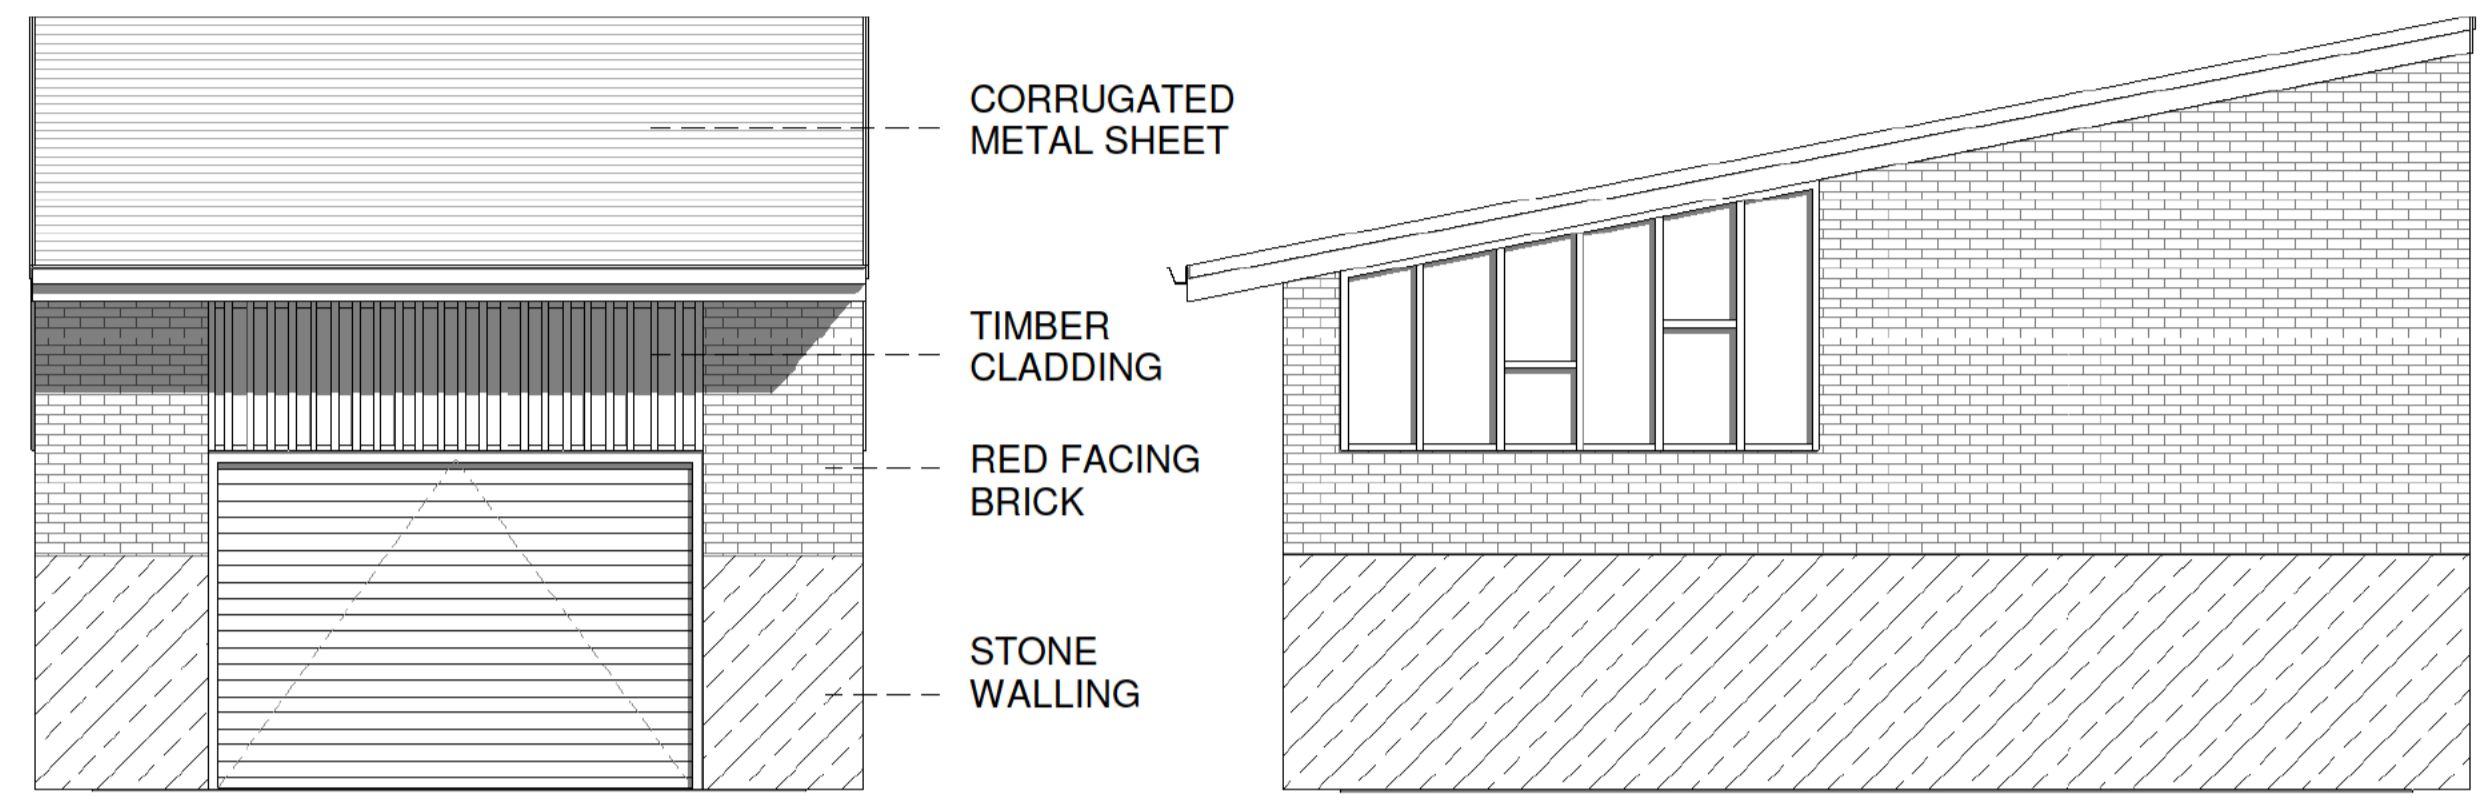 CORRUGATED
METAL SHEET
TIMBER
CLADDING
RED FACING
BRICK
STONE
WALLING